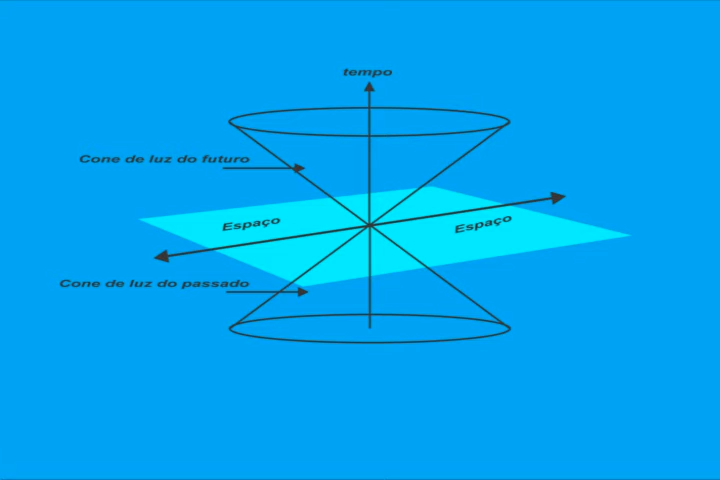 tempo
Cone de luz do futuro
Espaço
Espaço
Cone de luz do passado